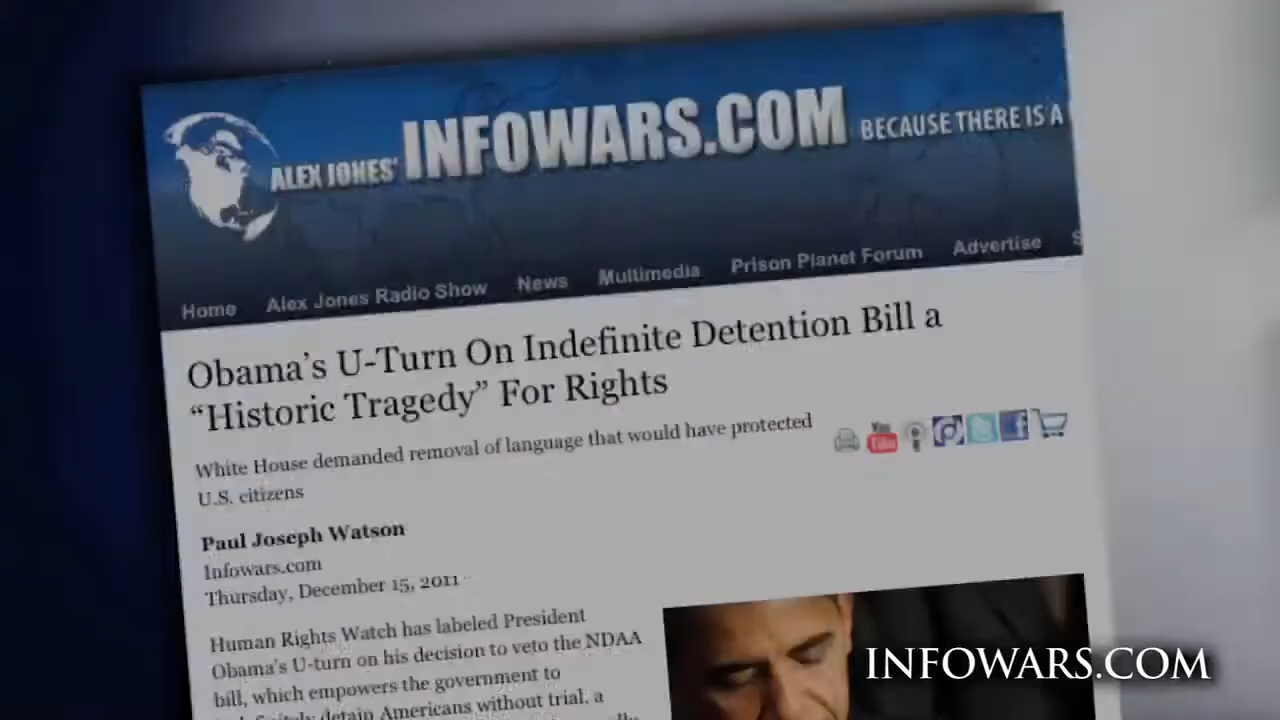 ALEX JONES' INFOWARS.COM BECAUSE THERE IS A
Home Alex Jones Radio Show News Multimedia Prison Planet Forum Advertise
Obama's U-Turn On Indefinite Detention Bill a
“Historic Tragedy” For Rights
White House demanded removal of language that would have protected
U.S. citizens
You
Tube
Paul Joseph Watson
Infowars.com
Thursday, December 15, 2011
Human Rights Watch has labeled President
Obama's U-turn on his decision to veto the NDAA
bill, which empowers the government to
detain Americans without trial, a
INFOWARS.COM